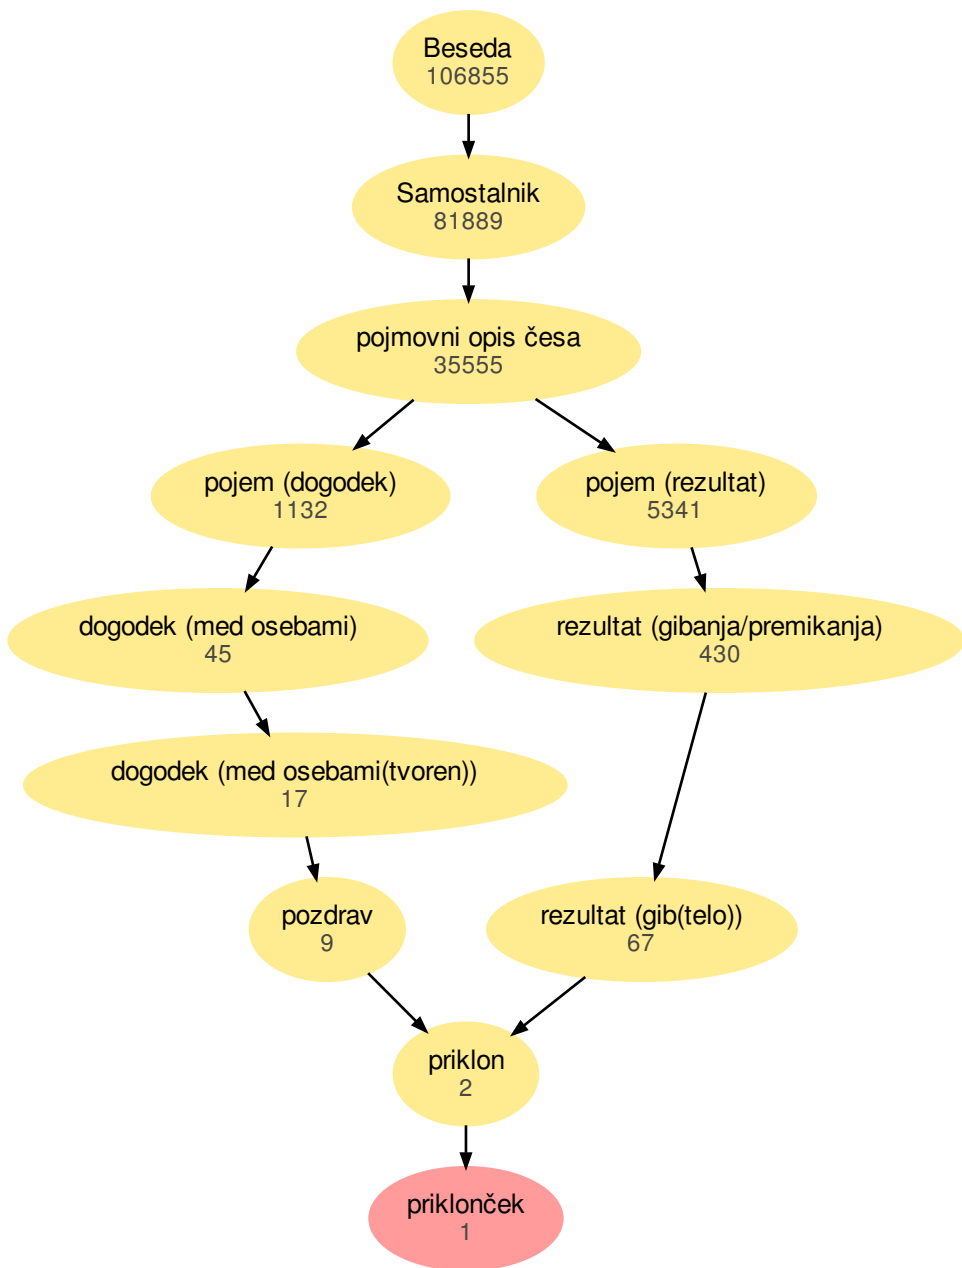 Beseda
106855
Samostalnik
81889
pojmovni opis česa
35555
pojem (dogodek)
1132
pojem (rezultat)
5341
dogodek (med osebami)
45
rezultat (gibanja/premikanja)
430
dogodek (med osebami(tvoren))
17
pozdrav
9
rezultat (gib(telo))
67
priklon
2
priklonček
1